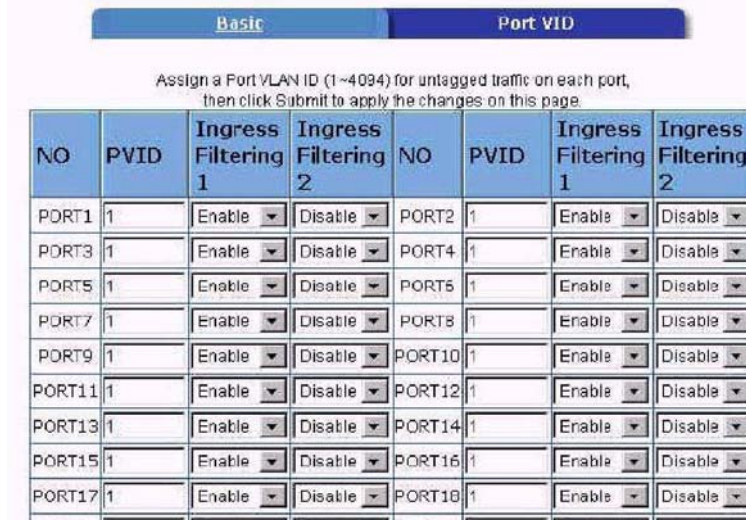 Basic Port VID
Assign a Port VLAN ID (1~4094) for untagged traffic on each port,
then click Submit to apply the changes on this page.
NO PVID Ingress Filtering 1 Ingress Filtering 2 NO PVID Ingress Filtering 1 Ingress Filtering 2
PORT1 1 Enable Disable PORT2 1 Enable Disable
PORT3 1 Enable Disable PORT4 1 Enable Disable
PORT5 1 Enable Disable PORT6 1 Enable Disable
PORT7 1 Enable Disable PORT8 1 Enable Disable
PORT9 1 Enable Disable PORT10 1 Enable Disable
PORT11 1 Enable Disable PORT12 1 Enable Disable
PORT13 1 Enable Disable PORT14 1 Enable Disable
PORT15 1 Enable Disable PORT16 1 Enable Disable
PORT17 1 Enable Disable PORT18 1 Enable Disable